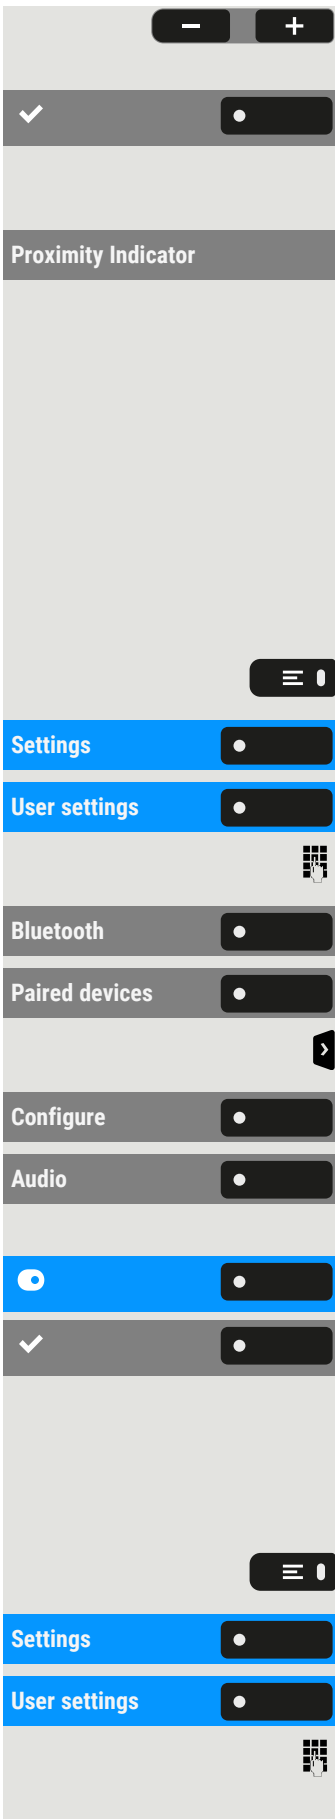 Proximity Indicator
Settings
User settings
Bluetooth
Paired devices
Configure
Audio
Settings
User settings